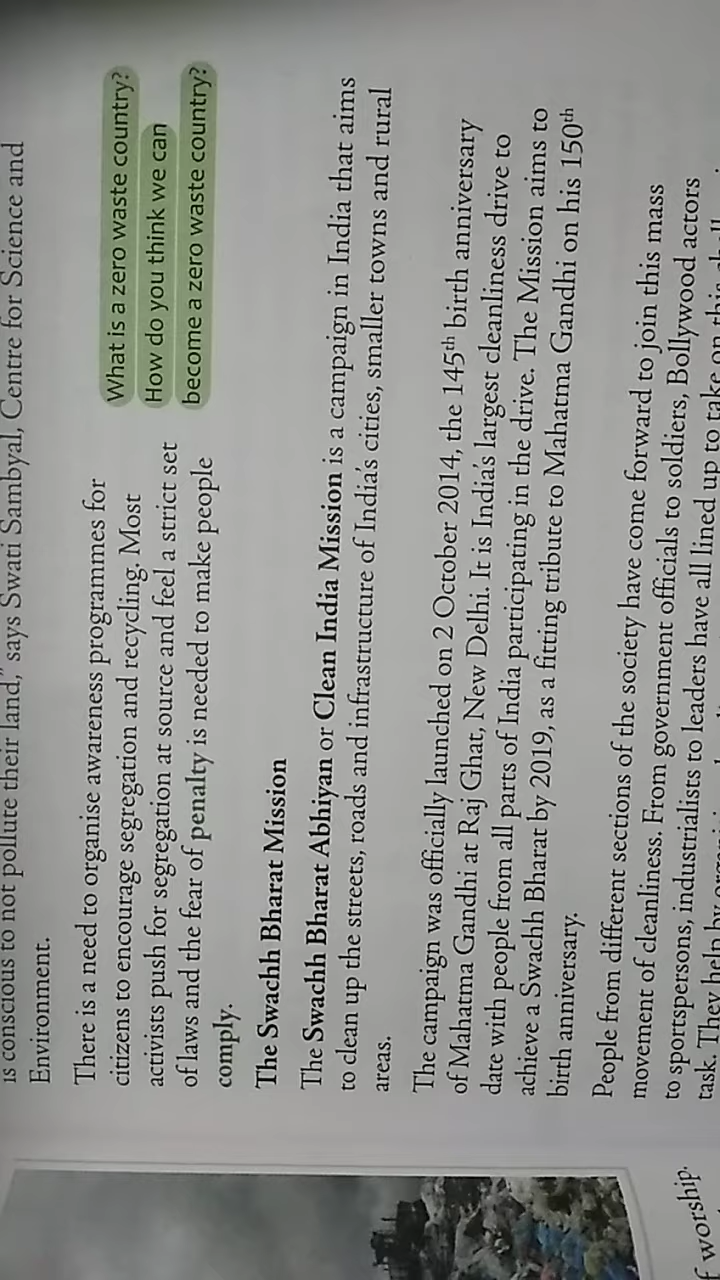 is conscious to not pollute their land," says Swati Sambyal, Centre for Science and
Environment.
There is a need to organise awareness programmes for
citizens to encourage segregation and recycling. Most
activists push for segregation at source and feel a strict set
of laws and the fear of penalty is needed to make people
comply.
What is a zero waste country?
How do you think we can
become a zero waste country?
The Swachh Bharat Mission
The Swachh Bharat Abhiyan or Clean India Mission is a campaign in India that aims
to clean up the streets, roads and infrastructure of India's cities, smaller towns and rural
areas.
The campaign was officially launched on 2 October 2014, the 145th birth anniversary
of Mahatma Gandhi at Raj Ghat, New Delhi. It is India's largest cleanliness drive to
date with people from all parts of India participating in the drive. The Mission aims to
achieve a Swachh Bharat by 2019, as a fitting tribute to Mahatma Gandhi on his 150th
birth anniversary.
People from different sections of the society have come forward to join this mass
movement of cleanliness. From government officials to soldiers, Bollywood actors
to sportspersons, industrialists to leaders have all lined up to take on this
task. They help by
worship.